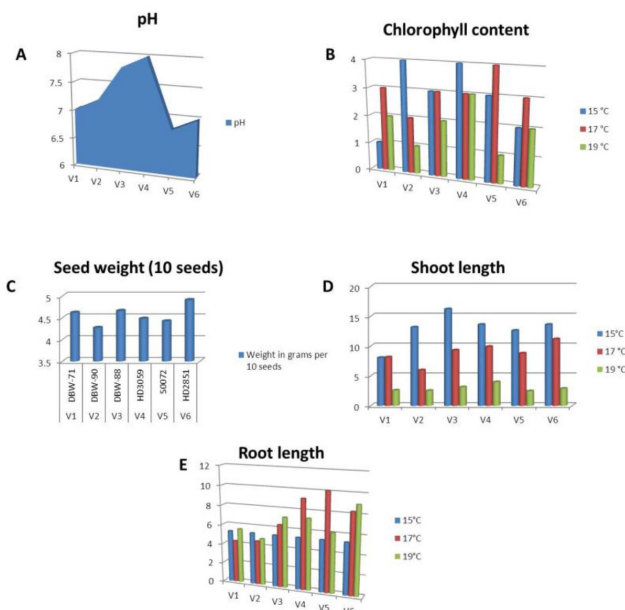 pH
A
8
7.5
7
6.5
6
V1 V2 V3 V4 V5 V6
pH
Chlorophyll content
B
4
3
2
1
0
V1 V2 V3 V4 V5 V6
15 °C
17 °C
19 °C
Seed weight (10 seeds)
C
5
4.5
4
3.5
DBW-71 DBW-90 DBW-88 HD3059 S0072 HD2851
V1 V2 V3 V4 V5 V6
Weight in grams per
10 seeds
Shoot length
D
20
15
10
5
0
V1 V2 V3 V4 V5 V6
15°C
17 °C
19 °C
Root length
E
12
10
8
6
4
2
0
V1 V2 V3 V4 V5
15°C
17°C
19°C